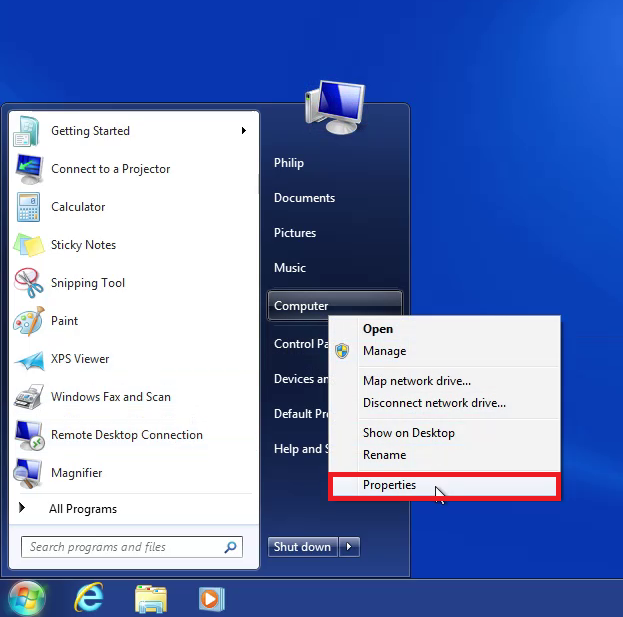 Getting Started
Connect to a Projector
Calculator
Sticky Notes
Snipping Tool
Paint
XPS Viewer
Windows Fax and Scan
Remote Desktop Connection
Magnifier
All Programs
Search programs and files
Philip
Documents
Pictures
Music
Computer
Control Pa
Devices an
Default Pr
Help and S
Shut down
Open
Manage
Map network drive...
Disconnect network drive...
Show on Desktop
Rename
Properties